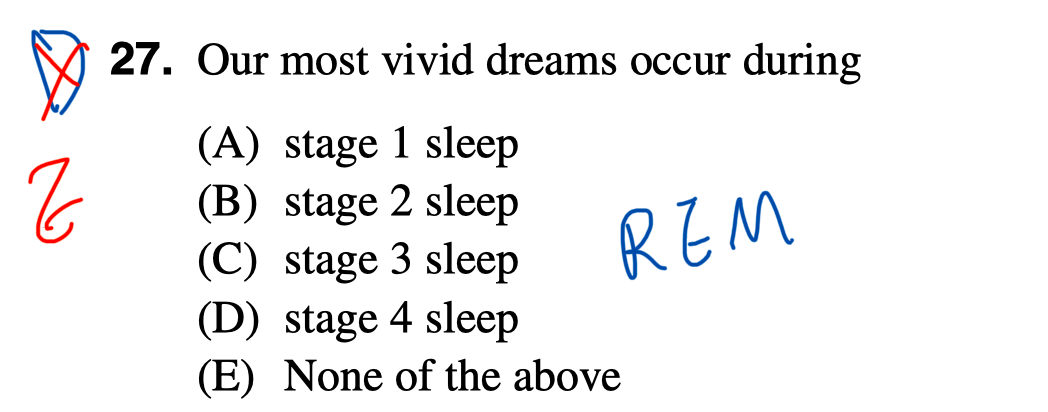 27. Our most vivid dreams occur during
(A) stage 1 sleep
(B) stage 2 sleep
(C) stage 3 sleep
(D) stage 4 sleep
(E) None of the above
D
E
REM